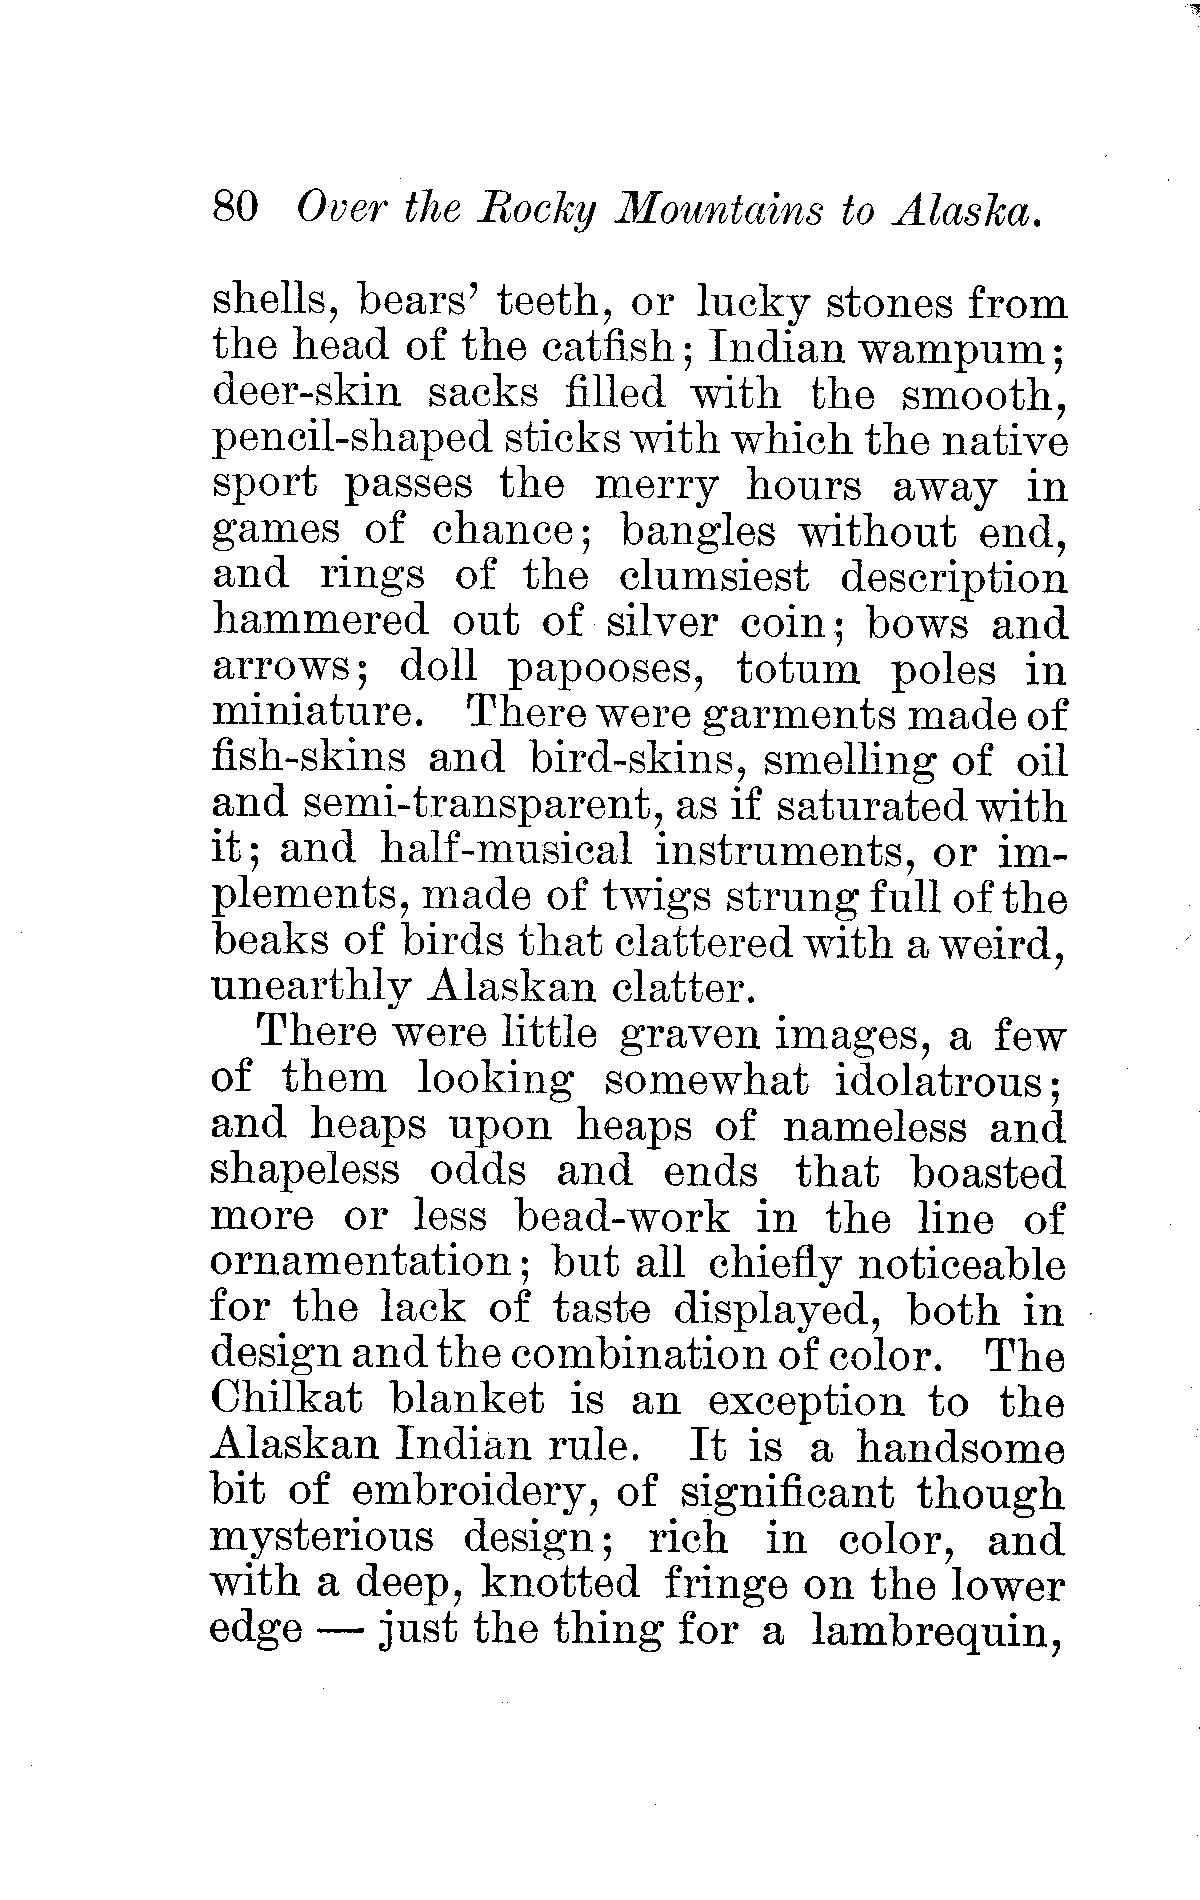 80 Over the Rocky Mountains to Alaska.
shells, bears' teeth, or lucky stones from
the head of the catfish; Indian wampum;
deer-skin sacks filled with the smooth,
pencil-shaped sticks with which the native
sport passes the merry hours away in
games of chance; bangles without end,
and rings of the clumsiest description
hammered out of silver coin; bows and
arrows; doll papooses, totum poles in
miniature. There were garments made of
fish-skins and bird-skins, smelling of oil
and semi-transparent, as if saturated with
it; and half-musical instruments, or im-
plements, made of twigs strung full of the
beaks of birds that clattered with a weird,
unearthly Alaskan clatter.
There were little graven images, a few
of them looking somewhat idolatrous;
and heaps upon heaps of nameless and
shapeless odds and ends that boasted
more or less bead-work in the line of
ornamentation; but all chiefly noticeable
for the lack of taste displayed, both in
design and the combination of color. The
Chilkat blanket is an exception to the
Alaskan Indian rule. It is a handsome
bit of embroidery, of significant though
mysterious design; rich in color, and
with a deep, knotted fringe on the lower
edge — just the thing for a lambrequin,